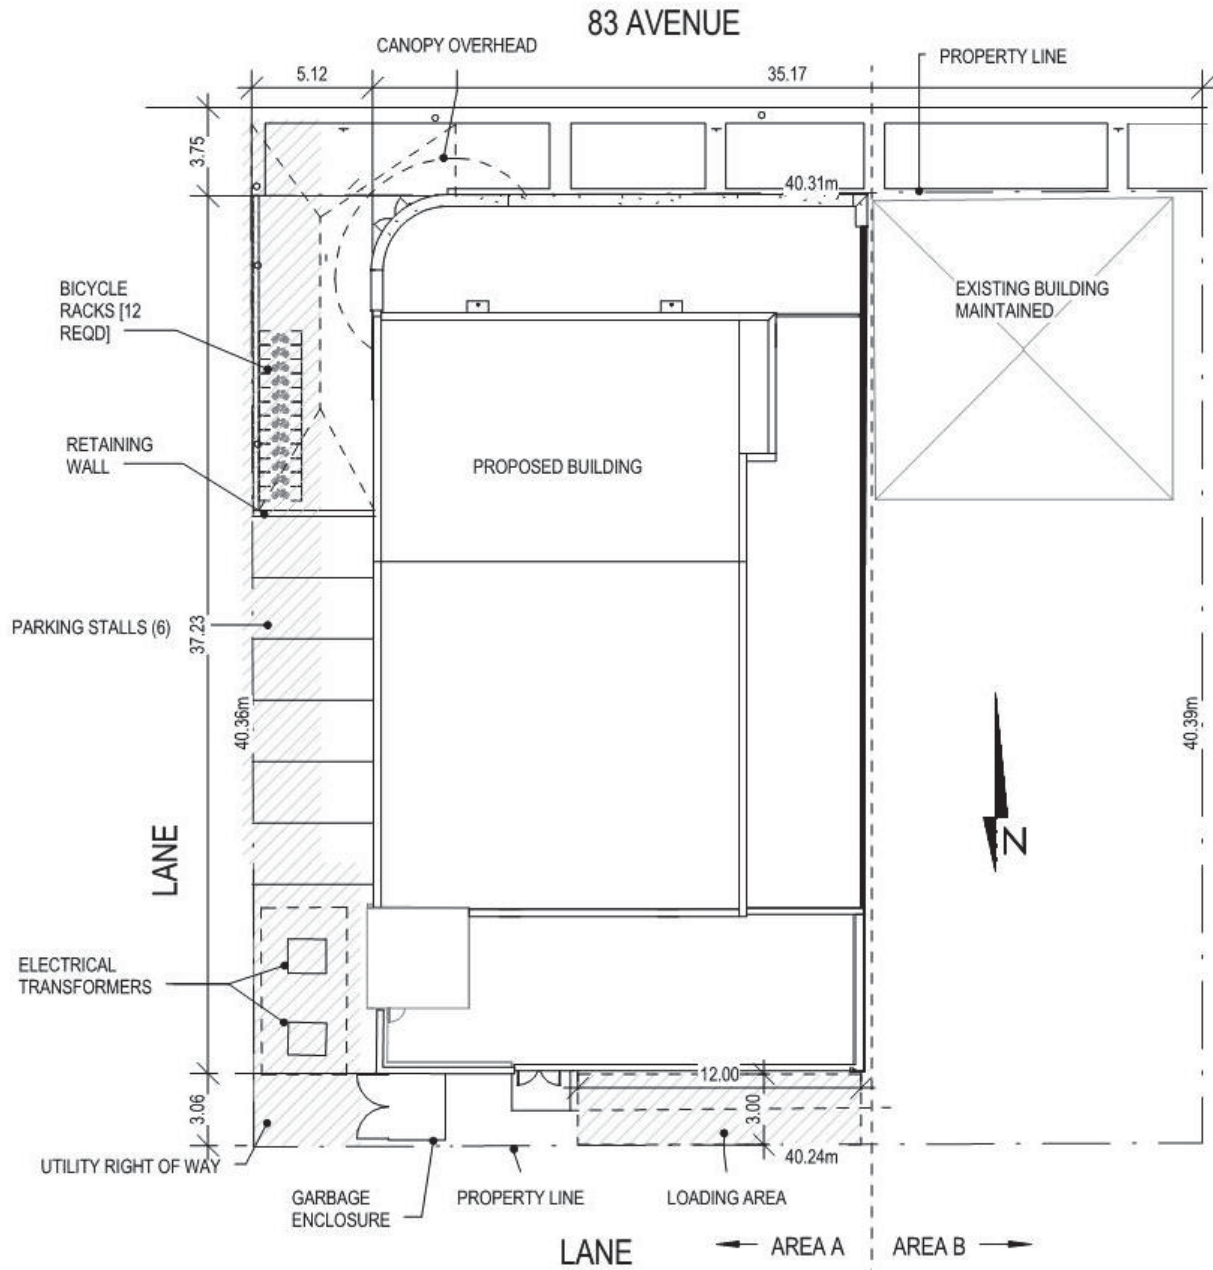 83 AVENUE
CANOPY OVERHEAD
PROPERTY LINE
5.12
35.17
3.75
40.31m
BICYCLE
RACKS [12
REQD]
EXISTING BUILDING
MAINTAINED
RETAINING
WALL
PROPOSED BUILDING
PARKING STALLS (6)
37.23
40.36m
40.39m
N
LANE
ELECTRICAL
TRANSFORMERS
12.00
3.06
3.00
40.24m
UTILITY RIGHT OF WAY
GARBAGE
ENCLOSURE
PROPERTY LINE
LOADING AREA
LANE
AREA A
AREA B